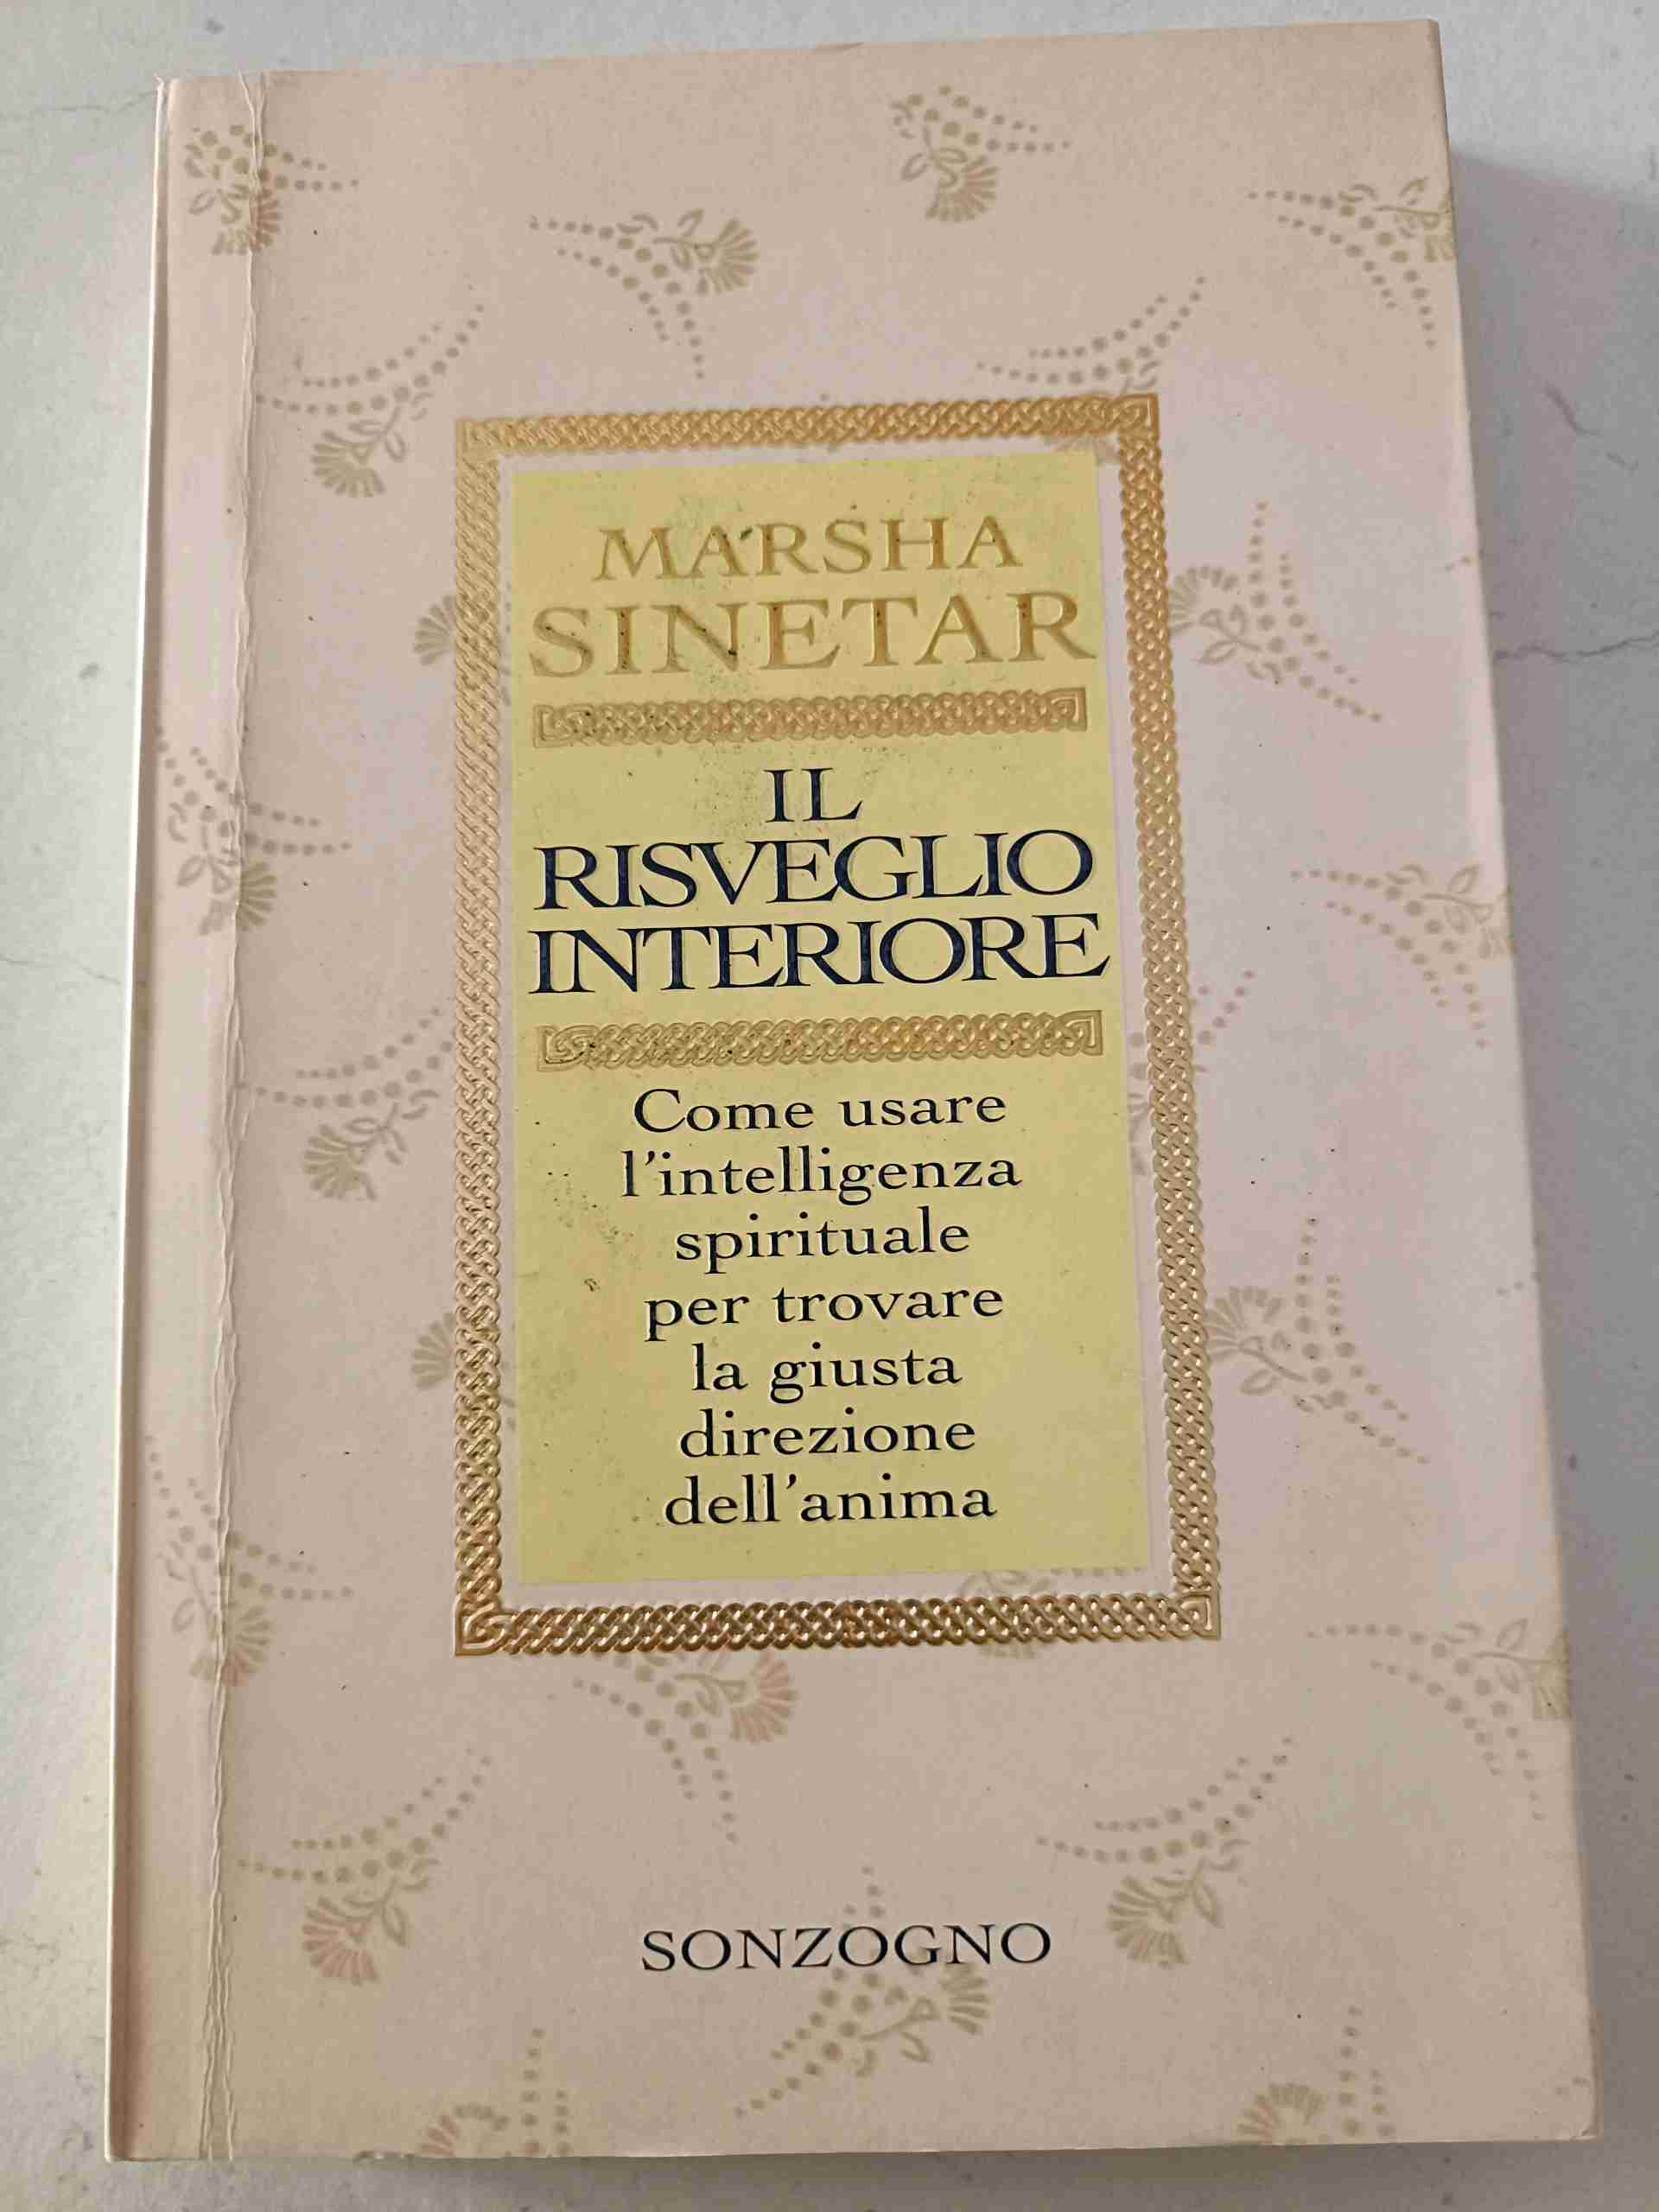 MARSHA
SINETAR
IL
RISVEGLIO
INTERIORE
Come usare
l'intelligenza
spirituale
per trovare
la giusta
direzione
dell'anima
SONZOGNO